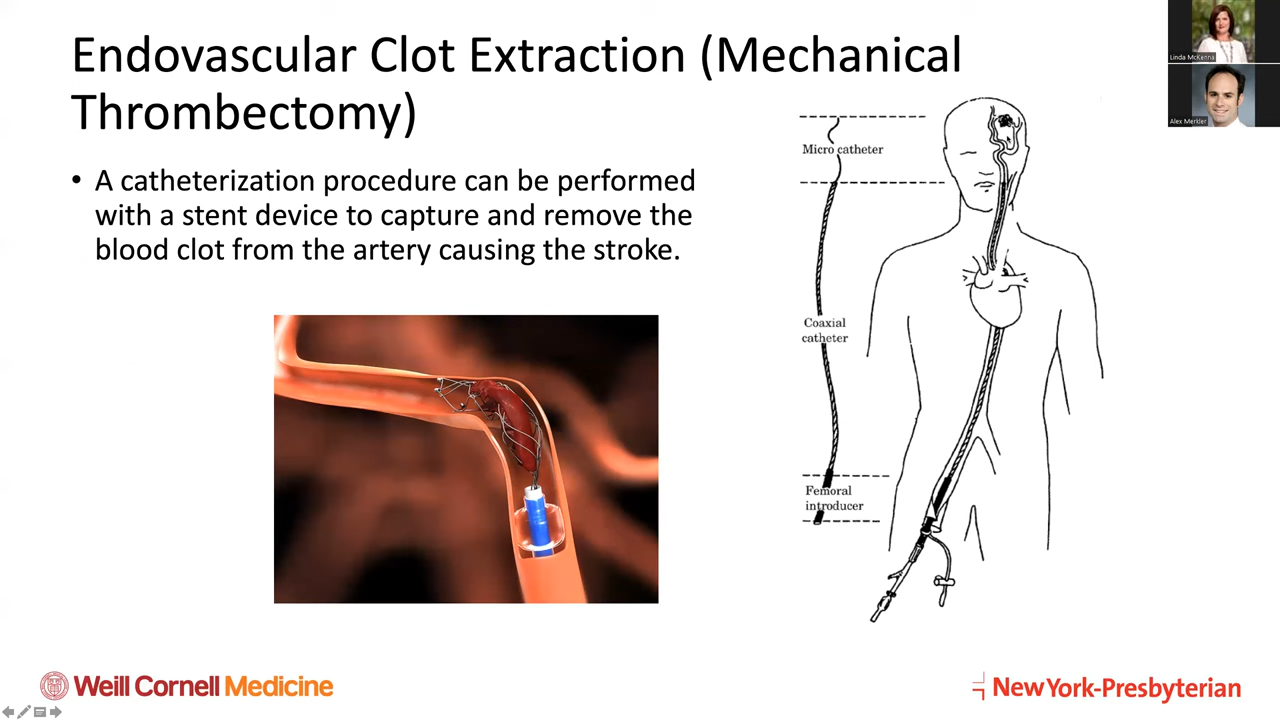 Endovascular Clot Extraction (Mechanical
Thrombectomy)
• A catheterization procedure can be performed
with a stent device to capture and remove the
blood clot from the artery causing the stroke.
Micro catheter
Coaxial
catheter
Femoral
introducer
Linda McKenna
Alex Merkler
Weill Cornell Medicine
NewYork-Presbyterian